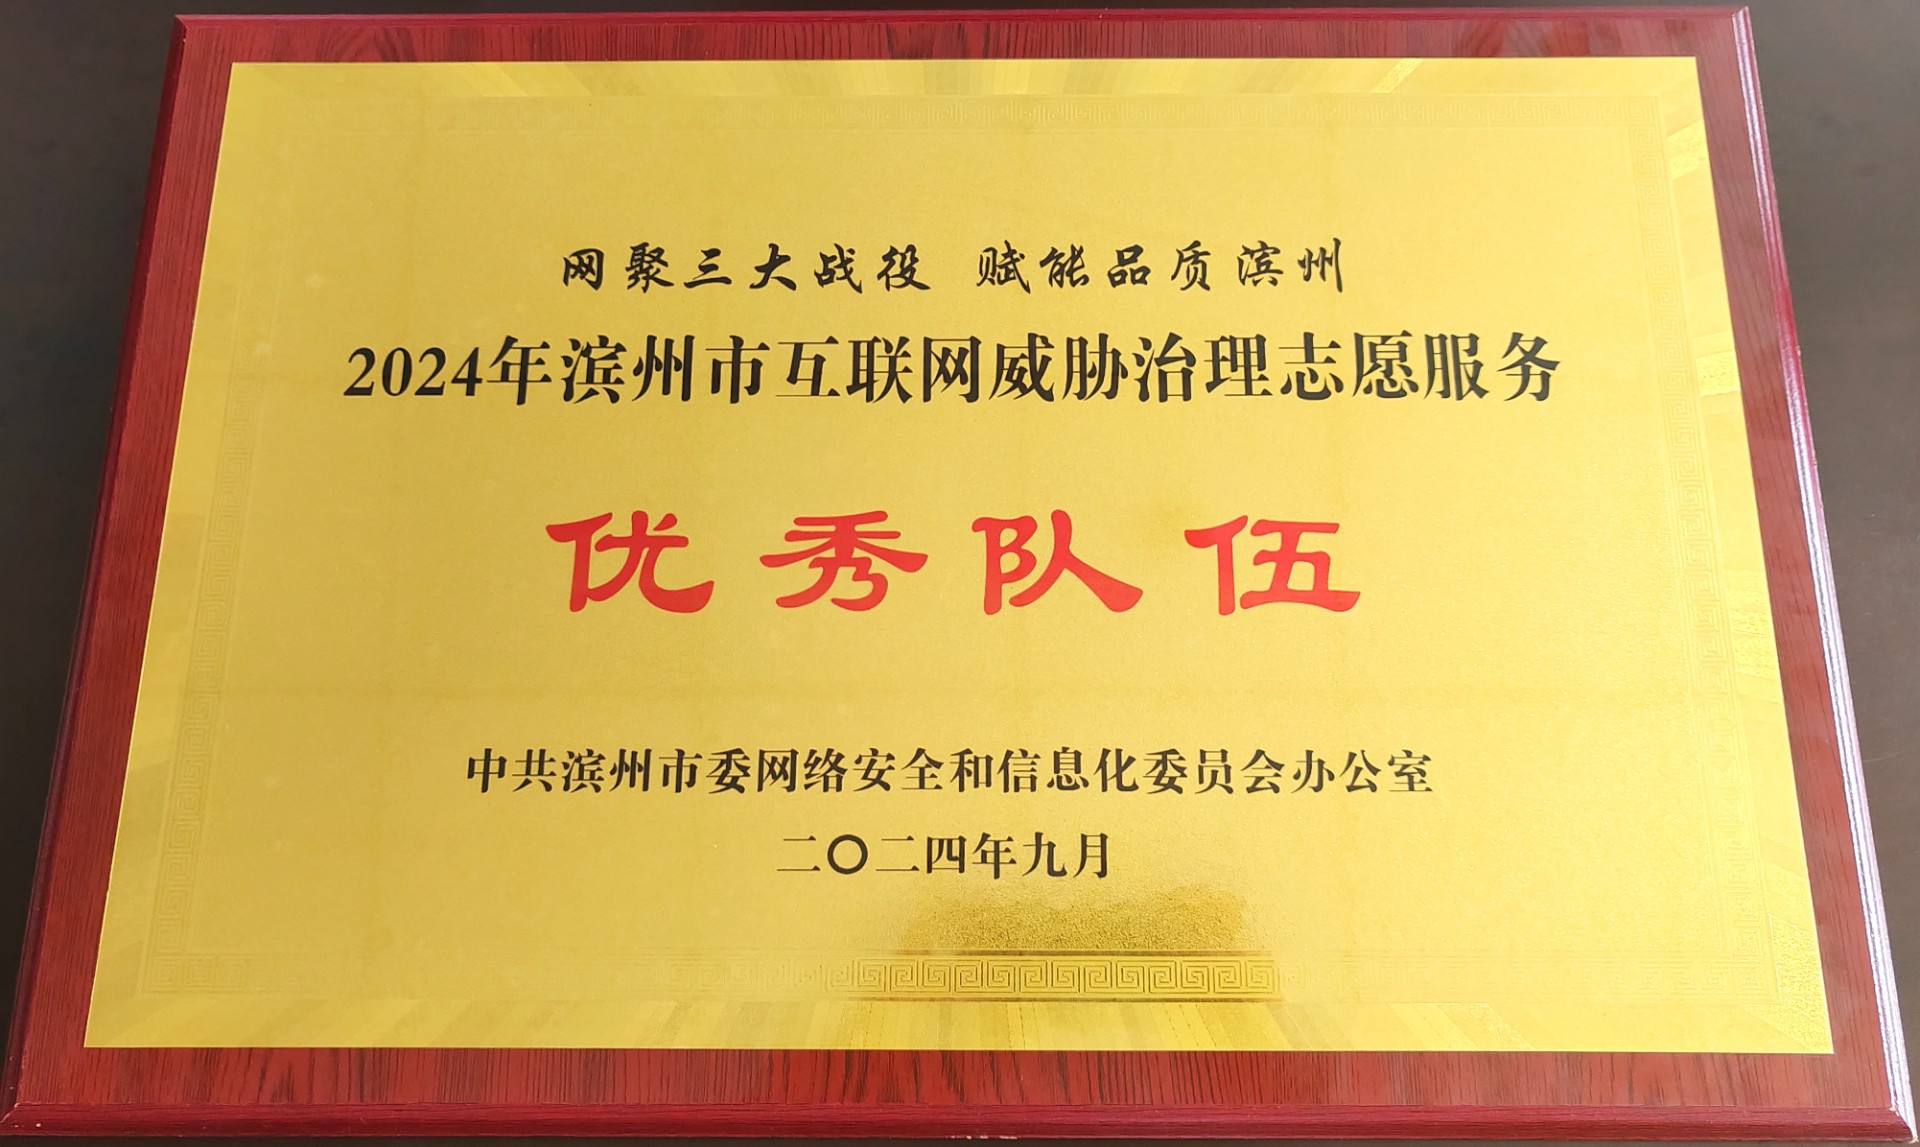 网聚三大战役 赋能品质滨州
2024年滨州市互联网威胁治理志愿服务
优秀队伍
中共滨州市委网络安全和信息化委员会办公室
二〇二四年九月